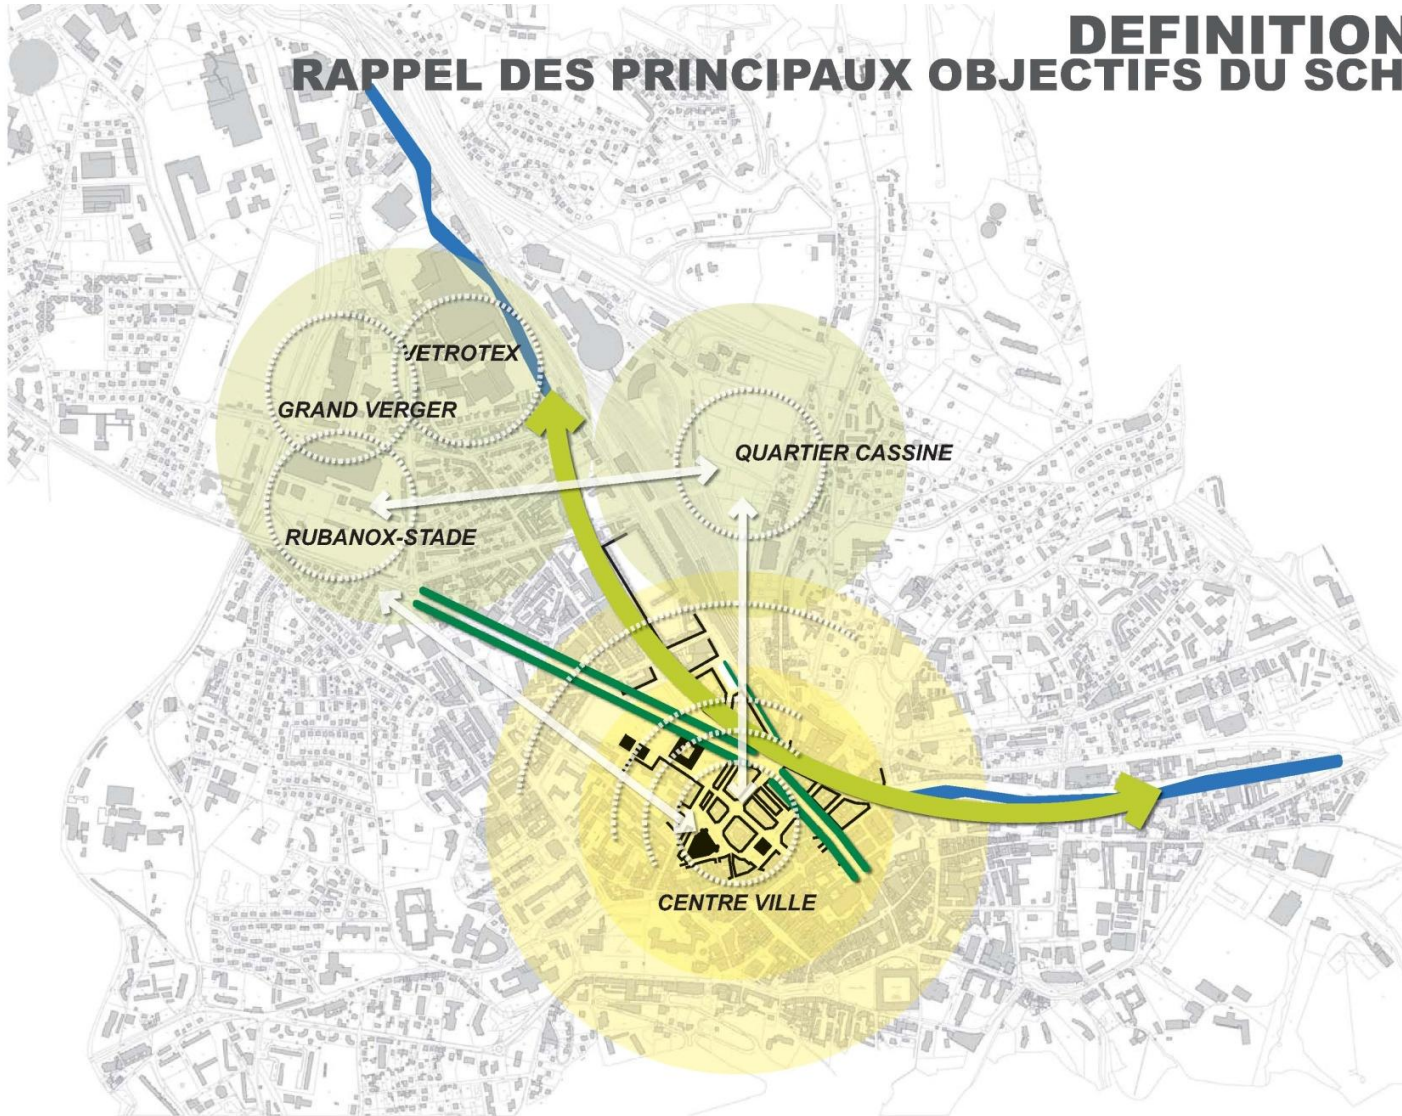 DEFINITION
RAPPEL DES PRINCIPAUX OBJECTIFS DU SCH
VETROTEX
GRAND VERGER
QUARTIER CASSINE
RUBANOX-STADE
CENTRE VILLE